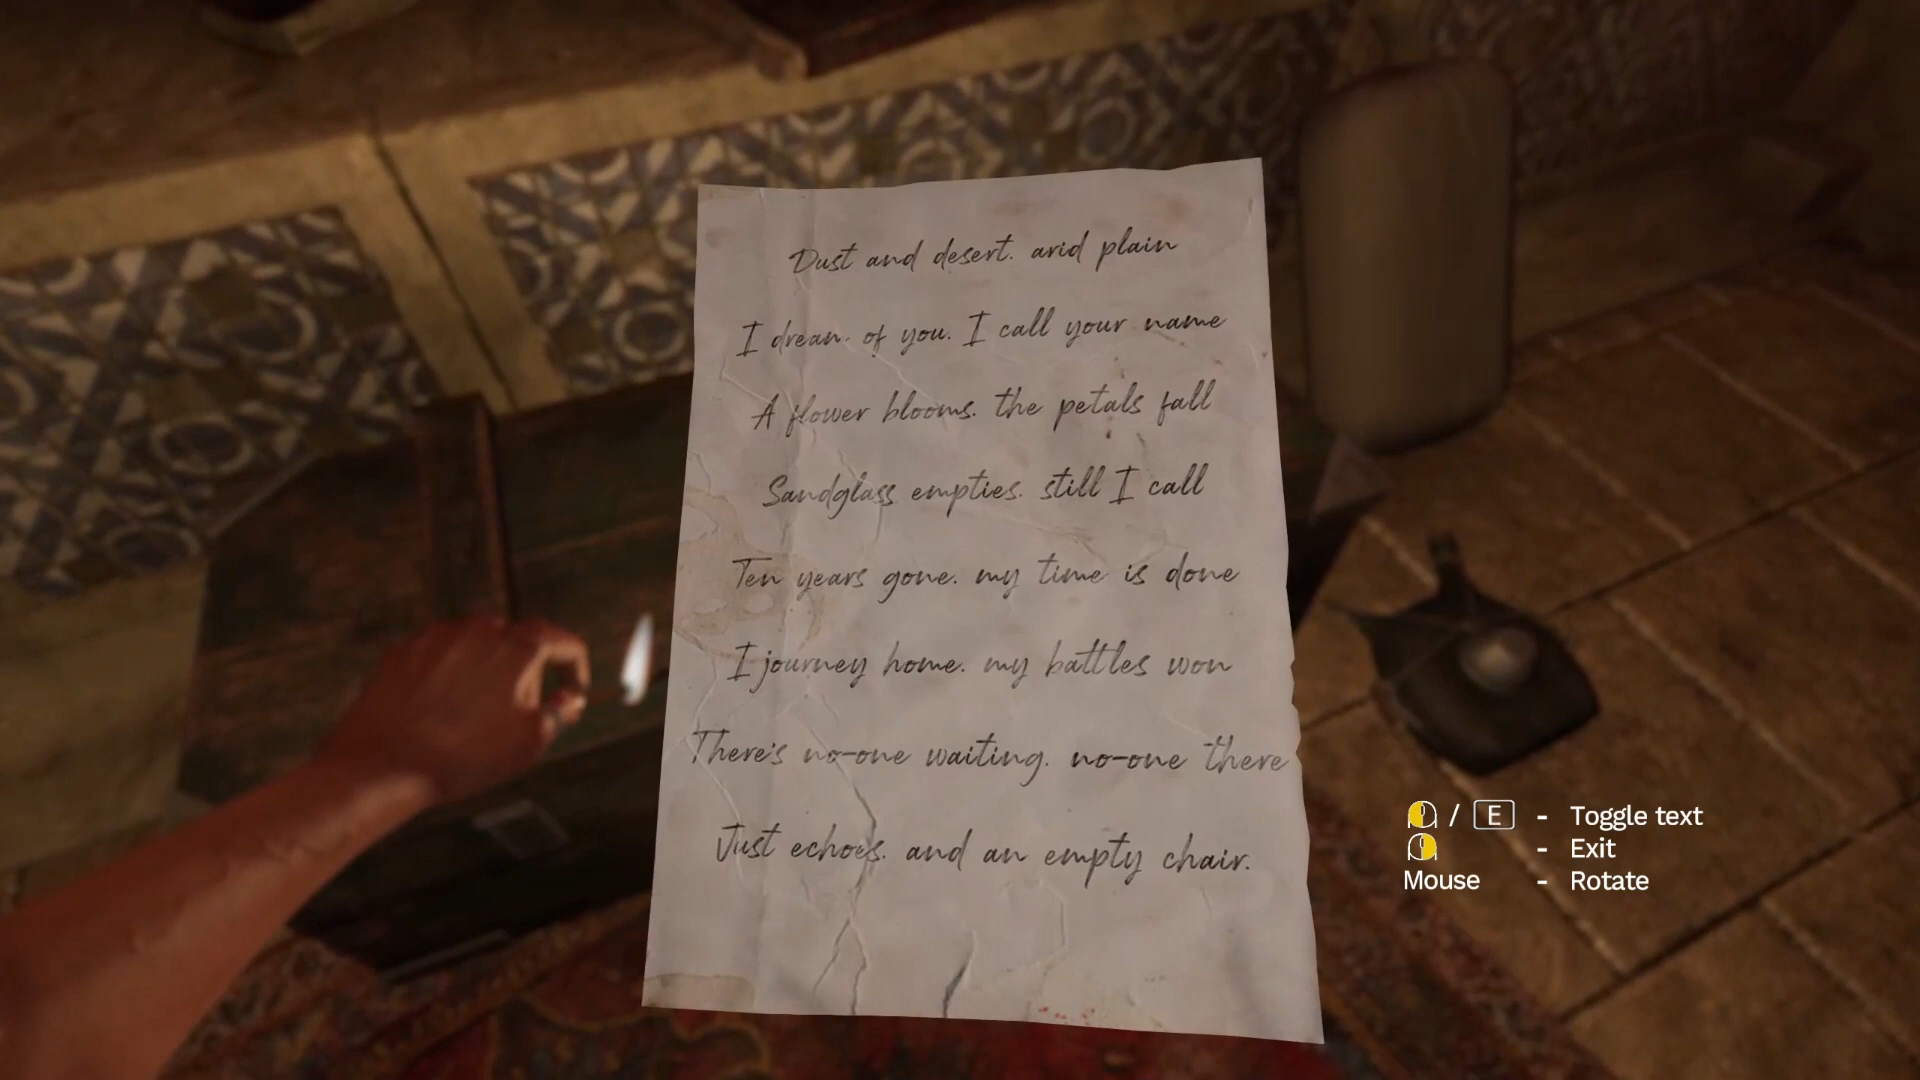 Dust and desert. arid plain
I dream. of you. I call your name
A flower blooms. the petals fall
Sandglass empties. still I call
Ten years gone. my time is done
I journey home. my battles won
There's no-one waiting. no-one there
Just echoes. and an empty chair.
/ E - Toggle text
- Exit
Mouse - Rotate